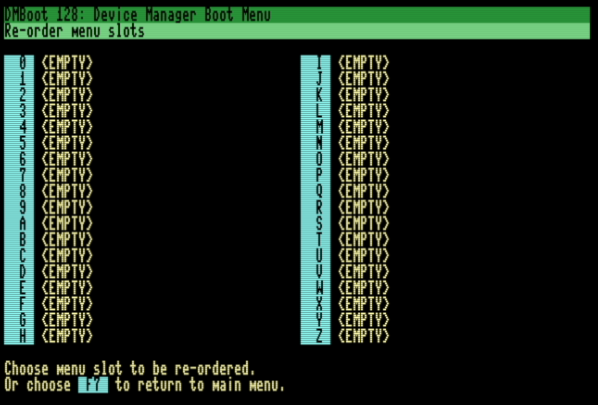 DMBoot 128: Device Manager Boot Menu
Re-order menu slots
0 {EMPTY} I {EMPTY}
1 {EMPTY} J {EMPTY}
2 {EMPTY} K {EMPTY}
3 {EMPTY} L {EMPTY}
4 {EMPTY} M {EMPTY}
5 {EMPTY} N {EMPTY}
6 {EMPTY} O {EMPTY}
7 {EMPTY} P {EMPTY}
8 {EMPTY} Q {EMPTY}
9 {EMPTY} R {EMPTY}
A {EMPTY} S {EMPTY}
B {EMPTY} T {EMPTY}
C {EMPTY} U {EMPTY}
D {EMPTY} V {EMPTY}
E {EMPTY} W {EMPTY}
F {EMPTY} X {EMPTY}
G {EMPTY} Y {EMPTY}
H {EMPTY} Z {EMPTY}
Choose menu slot to be re-ordered.
Or choose F7 to return to main menu.